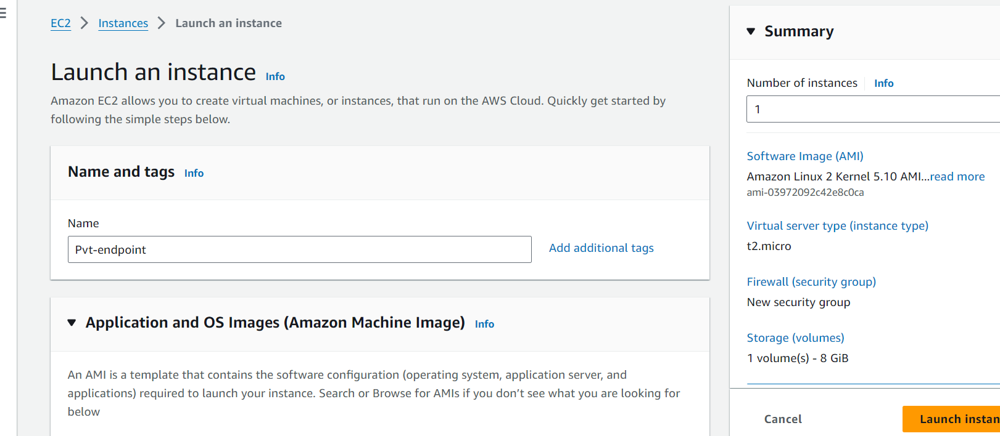 EC2 > Instances > Launch an instance
Launch an instance Info
Amazon EC2 allows you to create virtual machines, or instances, that run on the AWS Cloud. Quickly get started by
following the simple steps below.
Name and tags Info
Name
Pvt-endpoint
Add additional tags
Application and OS Images (Amazon Machine Image) Info
An AMI is a template that contains the software configuration (operating system, application server, and
applications) required to launch your instance. Search or Browse for AMIs if you don’t see what you are looking for
below
Summary
Number of instances Info
1
Software Image (AMI)
Amazon Linux 2 Kernel 5.10 AMI...read more
ami-03972092c42e8c0ca
Virtual server type (instance type)
t2.micro
Firewall (security group)
New security group
Storage (volumes)
1 volume(s) - 8 GiB
Cancel
Launch instan